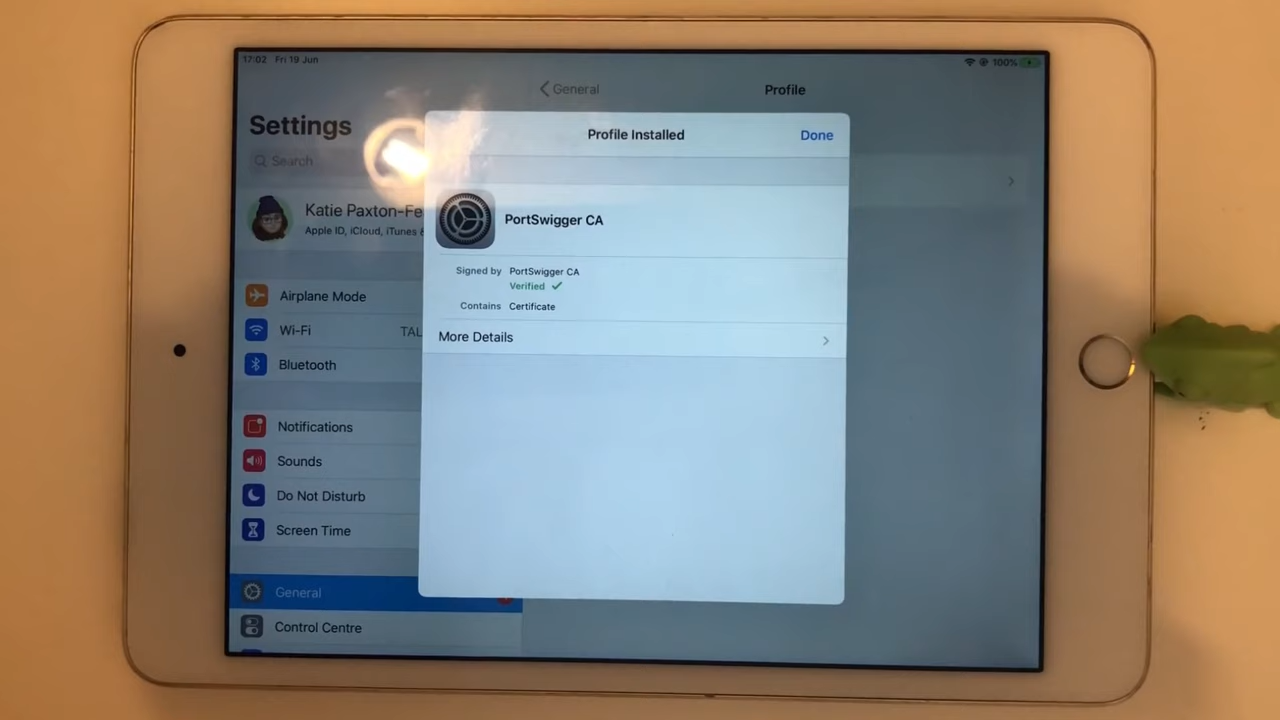 17:02 Fri 19 Jun
100%
General
Profile
Settings
Search
Profile Installed
Done
Katie Paxton-Fe
Apple ID, iCloud, iTunes &
PortSwigger CA
Signed by PortSwigger CA
Verified
Contains Certificate
More Details
Airplane Mode
Wi-Fi TAL
Bluetooth
Notifications
Sounds
Do Not Disturb
Screen Time
General
Control Centre